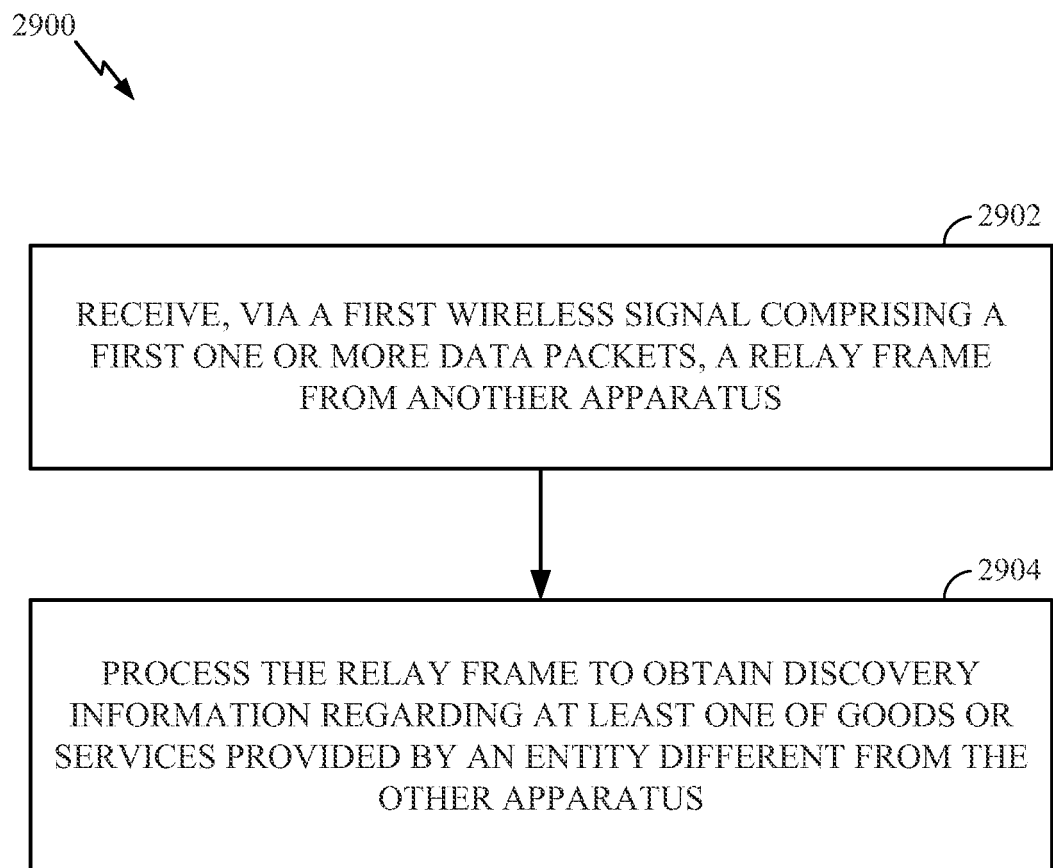 2900
2902
RECEIVE, VIA A FIRST WIRELESS SIGNAL COMPRISING A
FIRST ONE OR MORE DATA PACKETS, A RELAY FRAME
FROM ANOTHER APPARATUS
2904
PROCESS THE RELAY FRAME TO OBTAIN DISCOVERY
INFORMATION REGARDING AT LEAST ONE OF GOODS OR
SERVICES PROVIDED BY AN ENTITY DIFFERENT FROM THE
OTHER APPARATUS